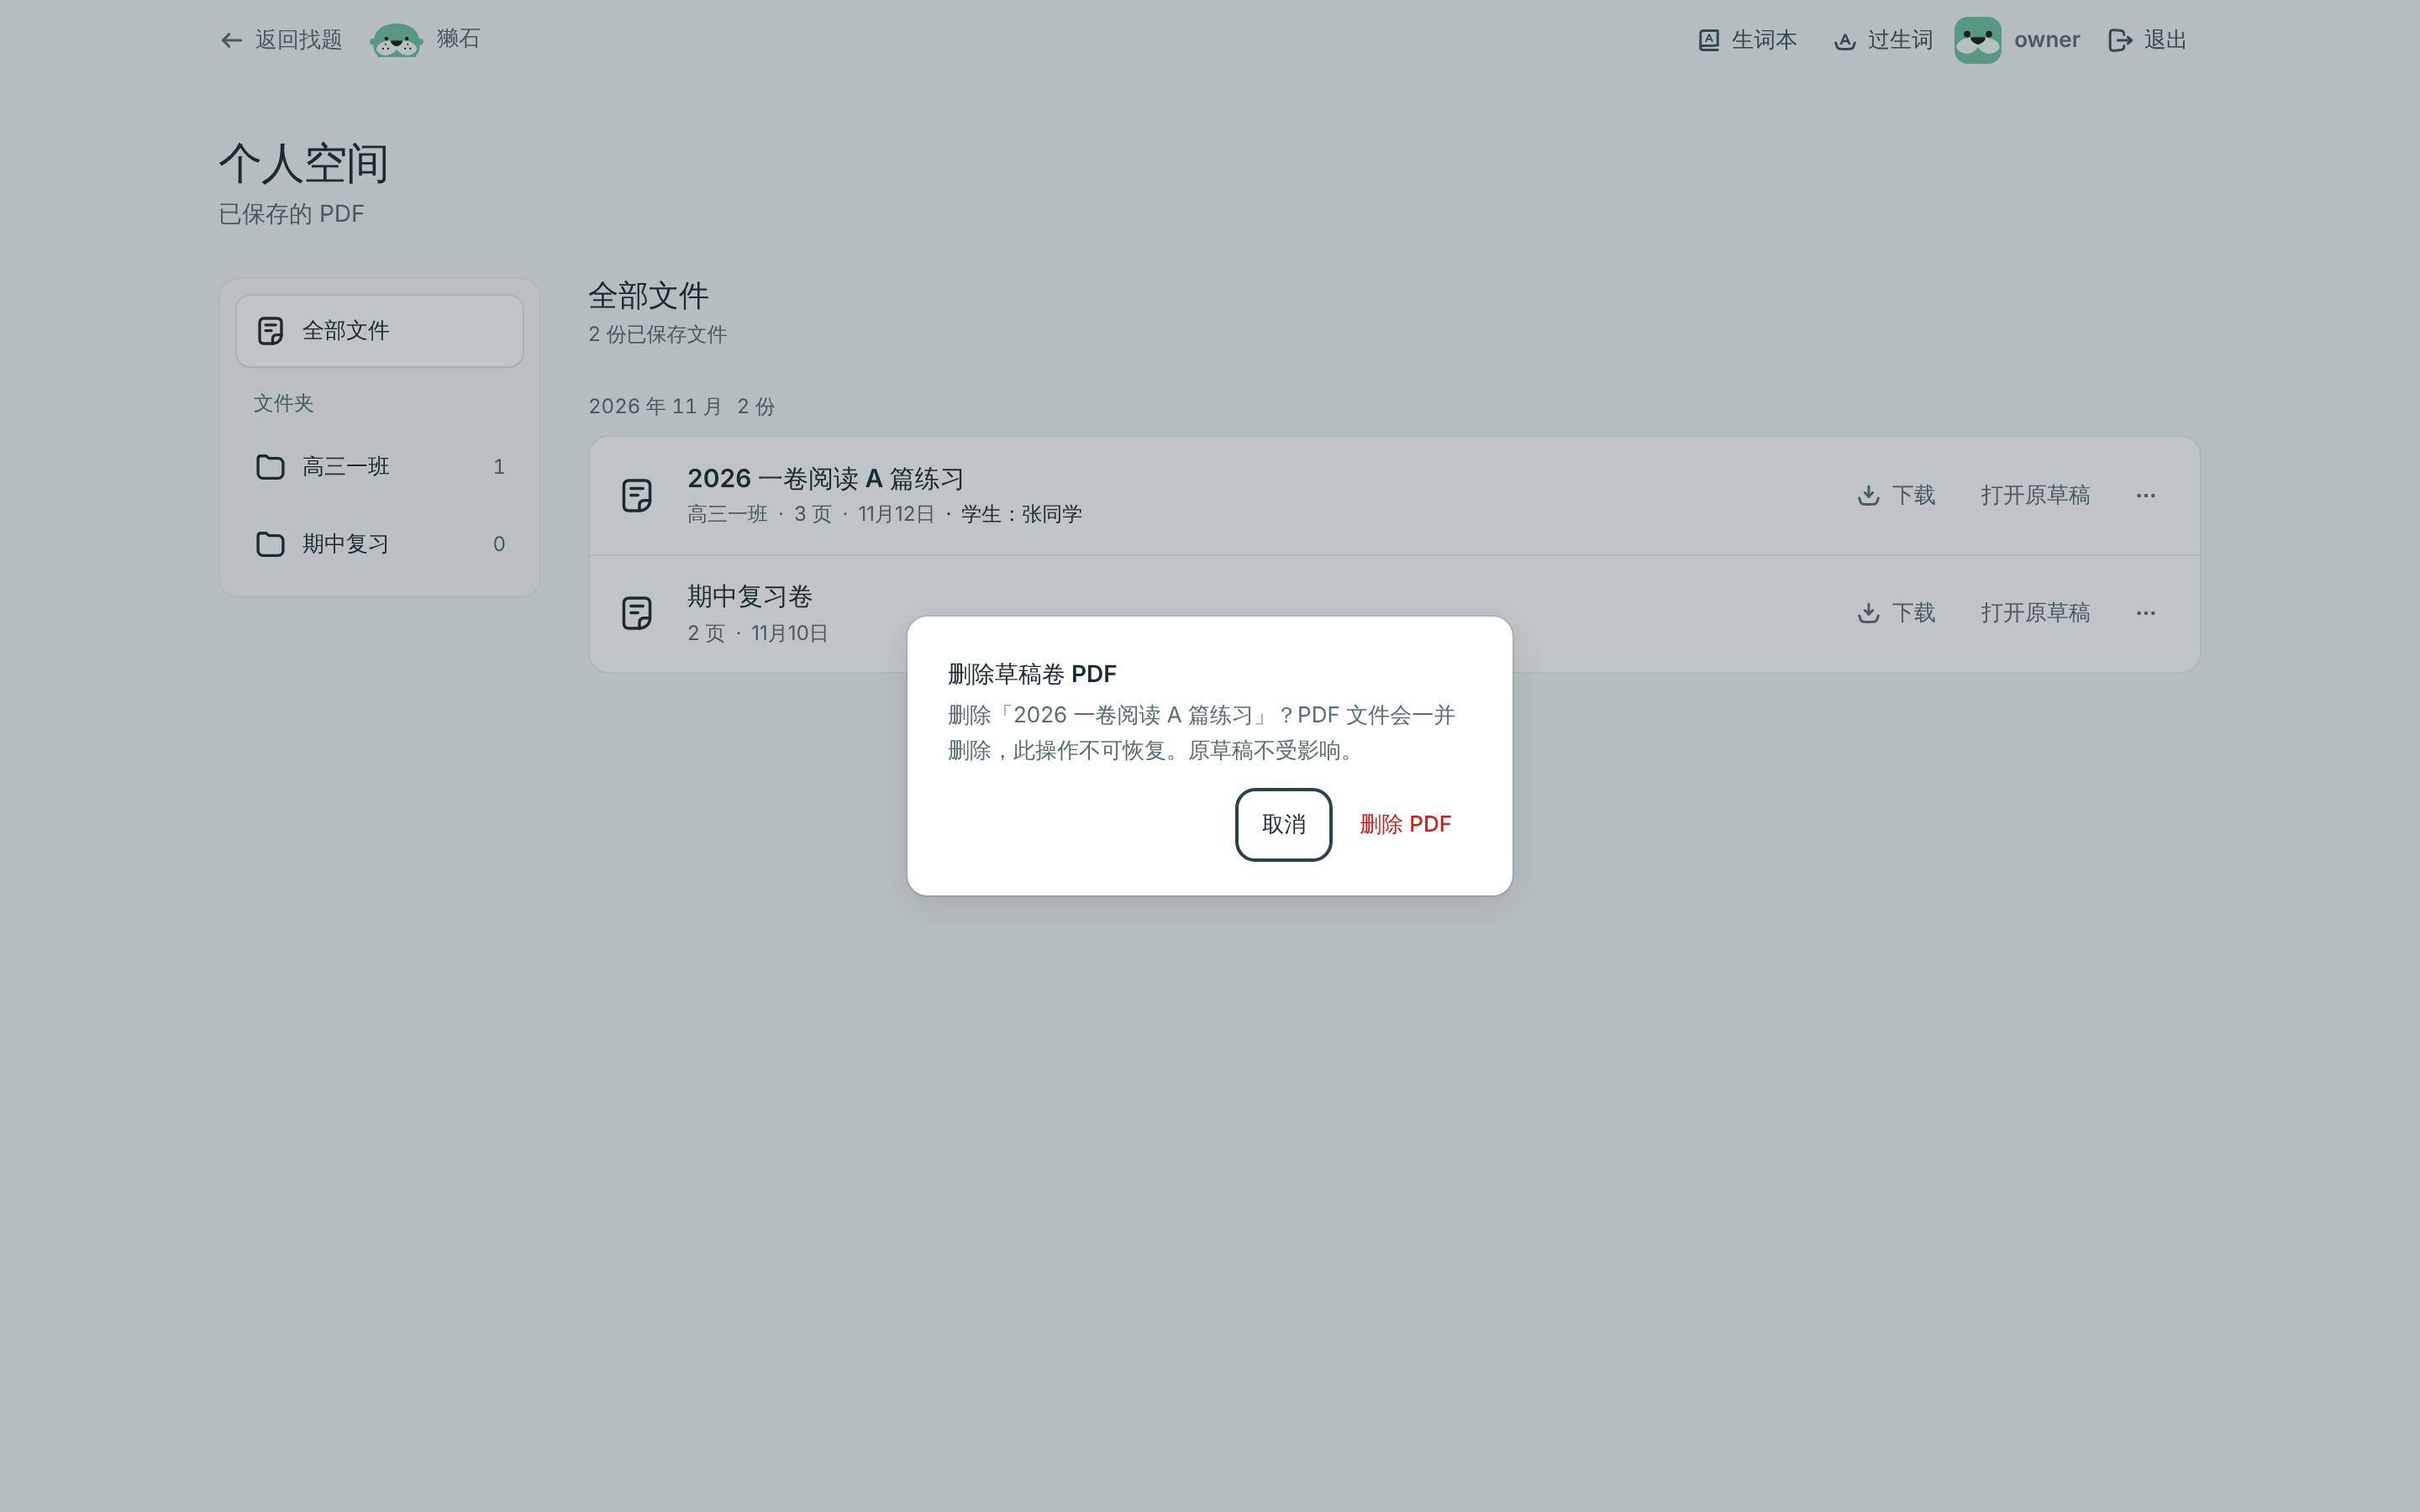 返回找题 獭石 生词本 过生词 owner 退出
个人空间
已保存的 PDF
全部文件
文件夹
高三一班 1
期中复习 0
全部文件
2 份已保存文件
2026 年 11 月 2 份
2026 一卷阅读 A 篇练习
高三一班 · 3 页 · 11月12日 · 学生：张同学
下载 打开原草稿 ···
期中复习卷
2 页 · 11月10日
下载 打开原草稿 ···
删除草稿卷 PDF
删除「2026 一卷阅读 A 篇练习」？PDF 文件会一并
删除，此操作不可恢复。原草稿不受影响。
取消 删除 PDF